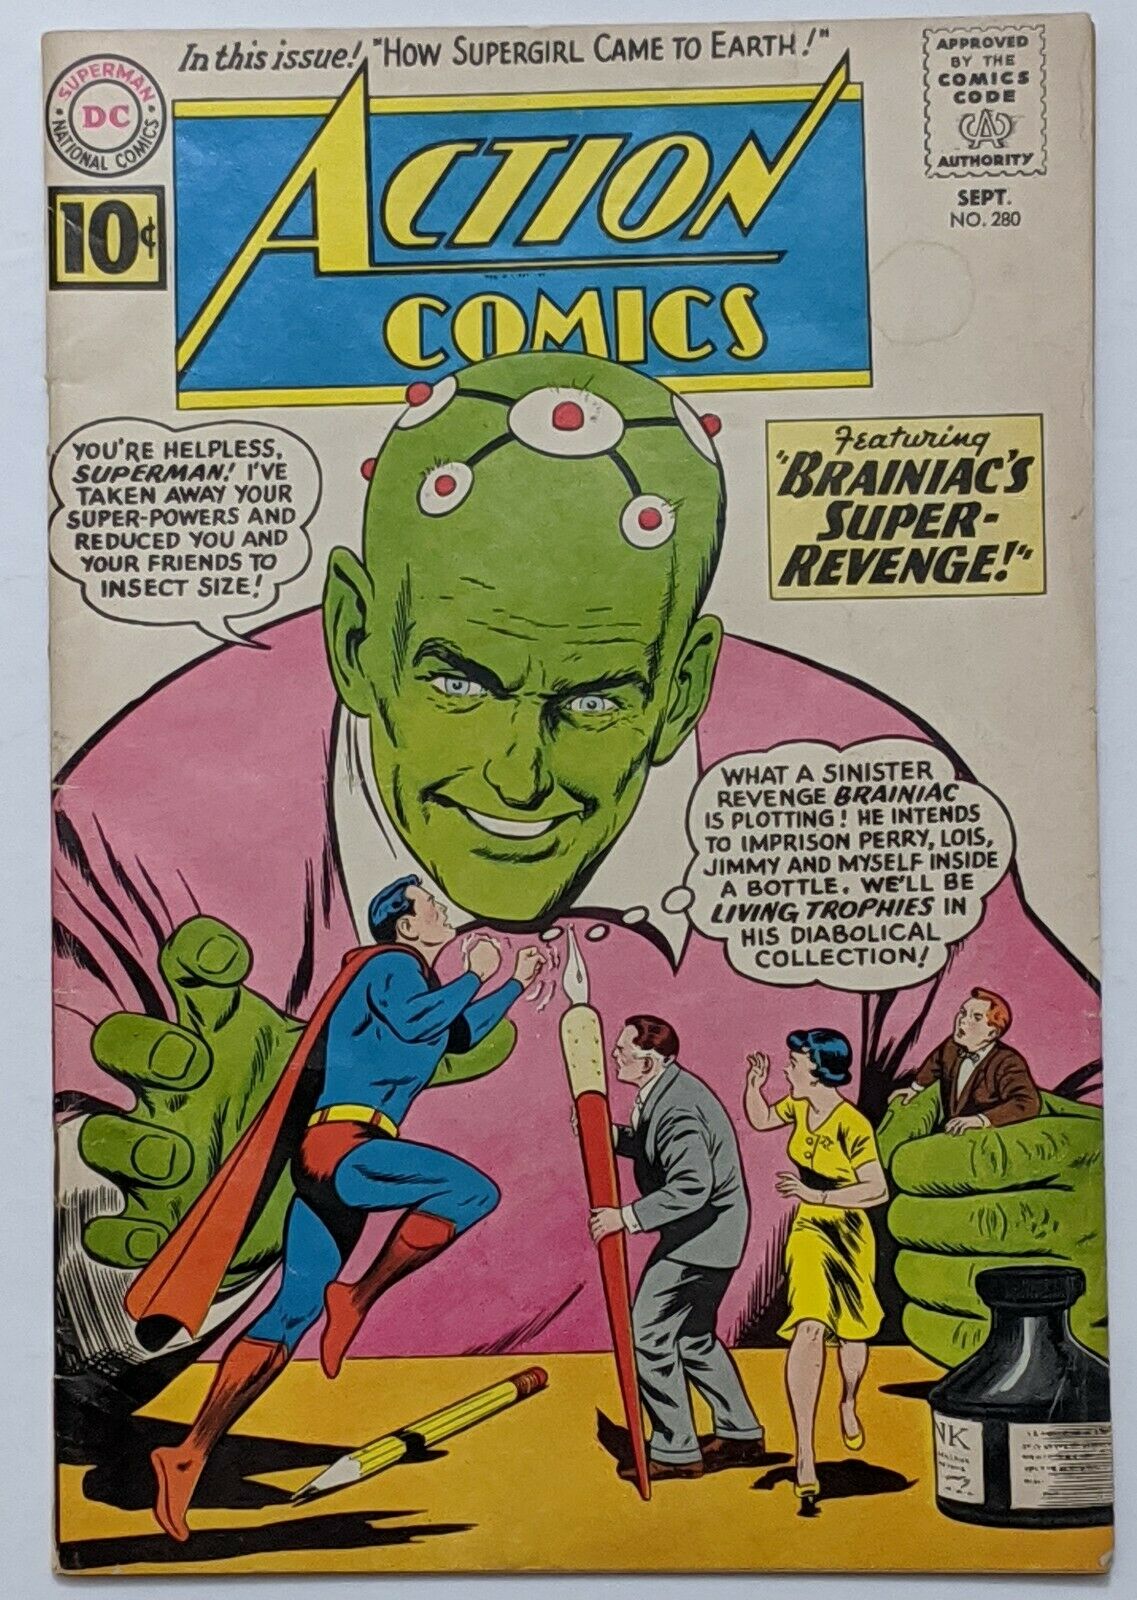 In this issue! "HOW SUPERGIRL CAME TO EARTH!"
SUPERMAN
DC
NATIONAL COMICS
10¢
ACTION
COMICS
APPROVED
BY THE
COMICS
CODE
CA
AUTHORITY
SEPT.
NO. 280
YOU'RE HELPLESS,
SUPERMAN! I'VE
TAKEN AWAY YOUR
SUPER-POWERS AND
REDUCED YOU AND
YOUR FRIENDS TO
INSECT SIZE!
Featuring
"BRAINIAC'S
SUPER-
REVENGE!"
WHAT A SINISTER
REVENGE BRAINIAC
IS PLOTTING! HE INTENDS
TO IMPRISON PERRY, LOIS,
JIMMY AND MYSELF INSIDE
A BOTTLE. WE'LL BE
LIVING TROPHIES IN
HIS DIABOLICAL
COLLECTION!
NK